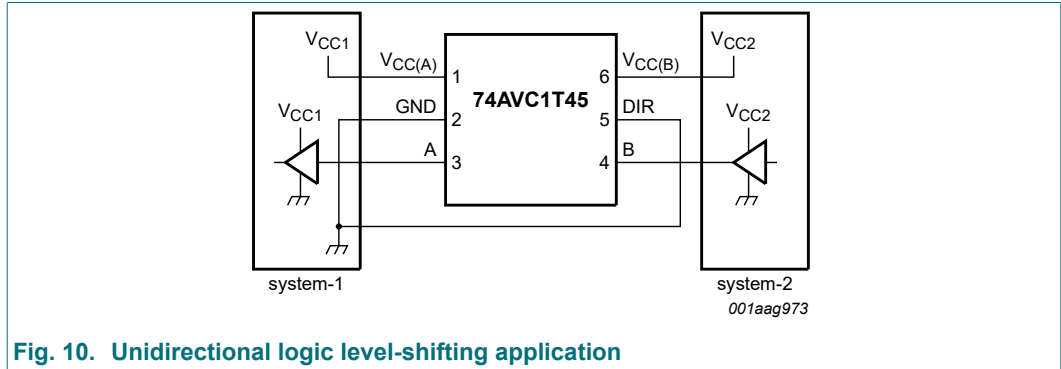 VCC1
VCC(A)
1
GND
2
VCC1
A
3
74AVC1T45
VCC2
VCC(B)
6
DIR
5
VCC2
B
4
system-1
system-2
001aag973
Fig. 10. Unidirectional logic level-shifting application